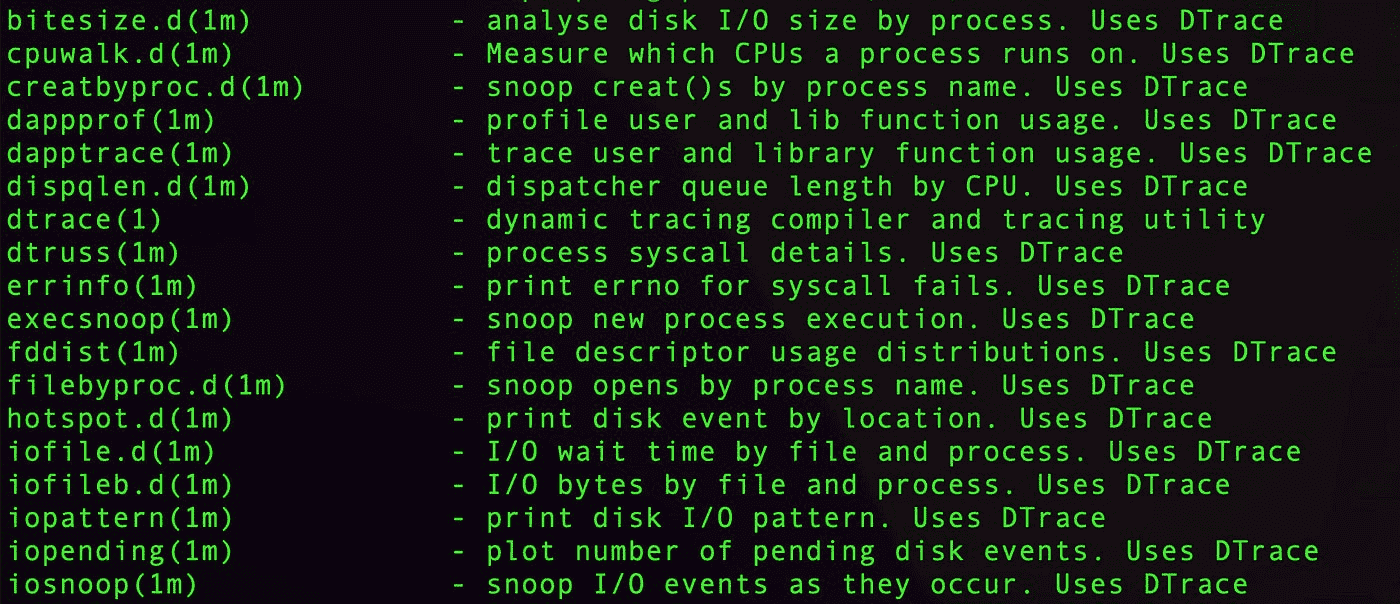 bitesize.d(1m) - analyse disk I/O size by process. Uses DTrace
cpuwalk.d(1m) - Measure which CPUs a process runs on. Uses DTrace
creatbyproc.d(1m) - snoop creat()s by process name. Uses DTrace
dappprof(1m) - profile user and lib function usage. Uses DTrace
dapptrace(1m) - trace user and library function usage. Uses DTrace
dispqlen.d(1m) - dispatcher queue length by CPU. Uses DTrace
dtrace(1) - dynamic tracing compiler and tracing utility
dtruss(1m) - process syscall details. Uses DTrace
errinfo(1m) - print errno for syscall fails. Uses DTrace
execsnoop(1m) - snoop new process execution. Uses DTrace
fddist(1m) - file descriptor usage distributions. Uses DTrace
filebyproc.d(1m) - snoop opens by process name. Uses DTrace
hotspot.d(1m) - print disk event by location. Uses DTrace
iofile.d(1m) - I/O wait time by file and process. Uses DTrace
iofileb.d(1m) - I/O bytes by file and process. Uses DTrace
iopattern(1m) - print disk I/O pattern. Uses DTrace
iopending(1m) - plot number of pending disk events. Uses DTrace
iosnoop(1m) - snoop I/O events as they occur. Uses DTrace